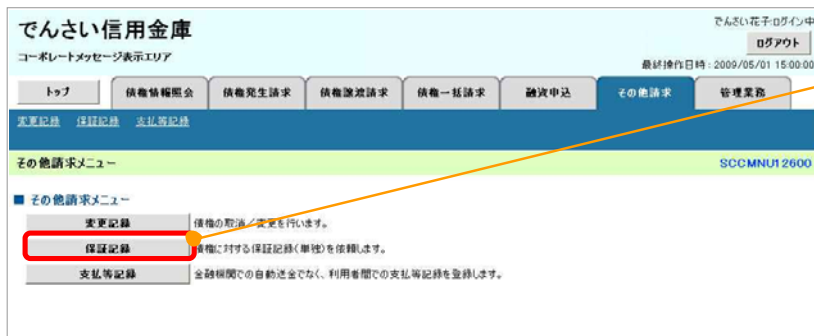 でんさい信用金庫
でんさい花子:ログイン中
ログアウト
コーポレートメッセージ表示エリア
最終操作日時:2009/05/01 15:00:00
トップ 債権情報照会 債権発生請求 債権譲渡請求 債権一括請求 融資申込 その他請求 管理業務
変更記録 保証記録 支払等記録
その他請求メニュー SCCMNU12600
■ その他請求メニュー
変更記録 債権の取消/変更を行います。
保証記録 債権に対する保証記録(単独)を依頼します。
支払等記録 金融機関での自動送金でなく、利用者間での支払等記録を登録します。